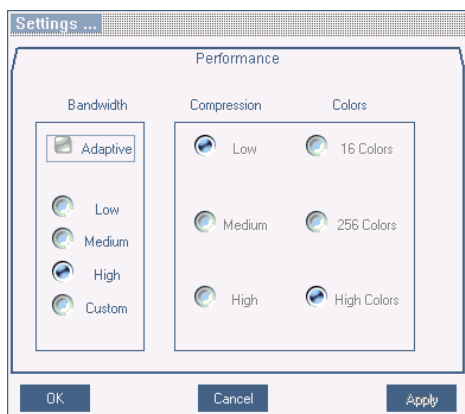 Settings ...
Performance
Bandwidth Compression Colors
Adaptive Low 16 Colors
Low
Medium 256 Colors
Medium
High
High High Colors
Custom
OK Cancel Apply